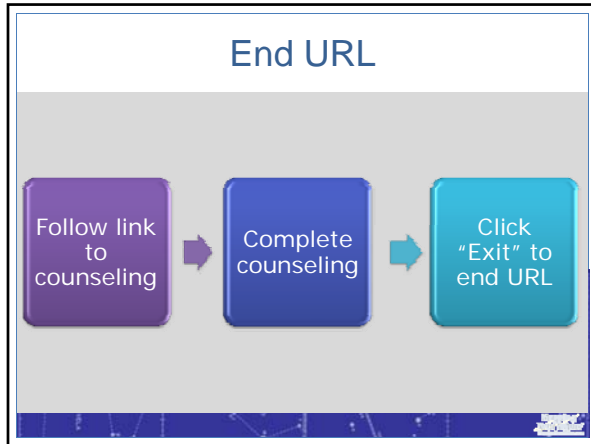 End URL
Follow link
to
counseling
Complete
counseling
Click
"Exit" to
end URL